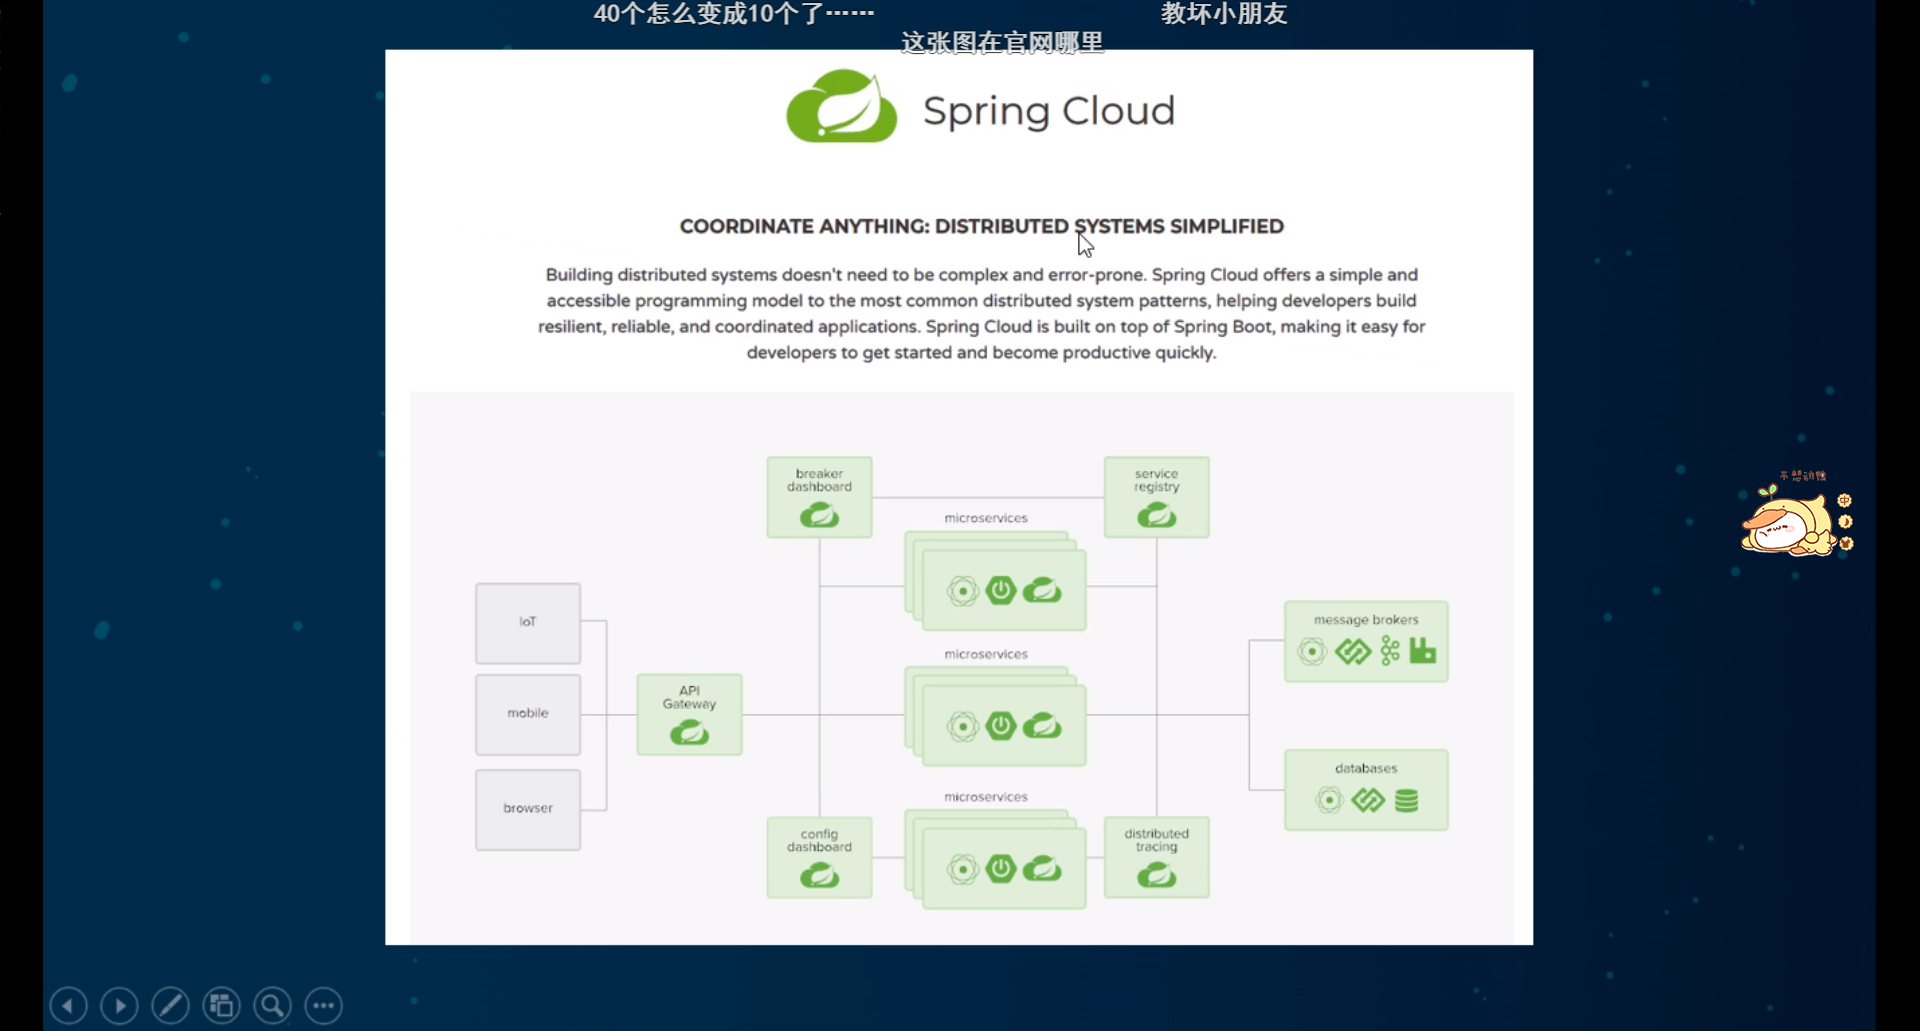 40个怎么变成10个了……
教坏小朋友
这张图在官网哪里
Spring Cloud
COORDINATE ANYTHING: DISTRIBUTED SYSTEMS SIMPLIFIED
Building distributed systems doesn't need to be complex and error-prone. Spring Cloud offers a simple and
accessible programming model to the most common distributed system patterns, helping developers build
resilient, reliable, and coordinated applications. Spring Cloud is built on top of Spring Boot, making it easy for
developers to get started and become productive quickly.
breaker
dashboard
service
registry
microservices
IoT
mobile
browser
API
Gateway
microservices
message brokers
databases
microservices
config
dashboard
distributed
tracing
不想动鸭
中